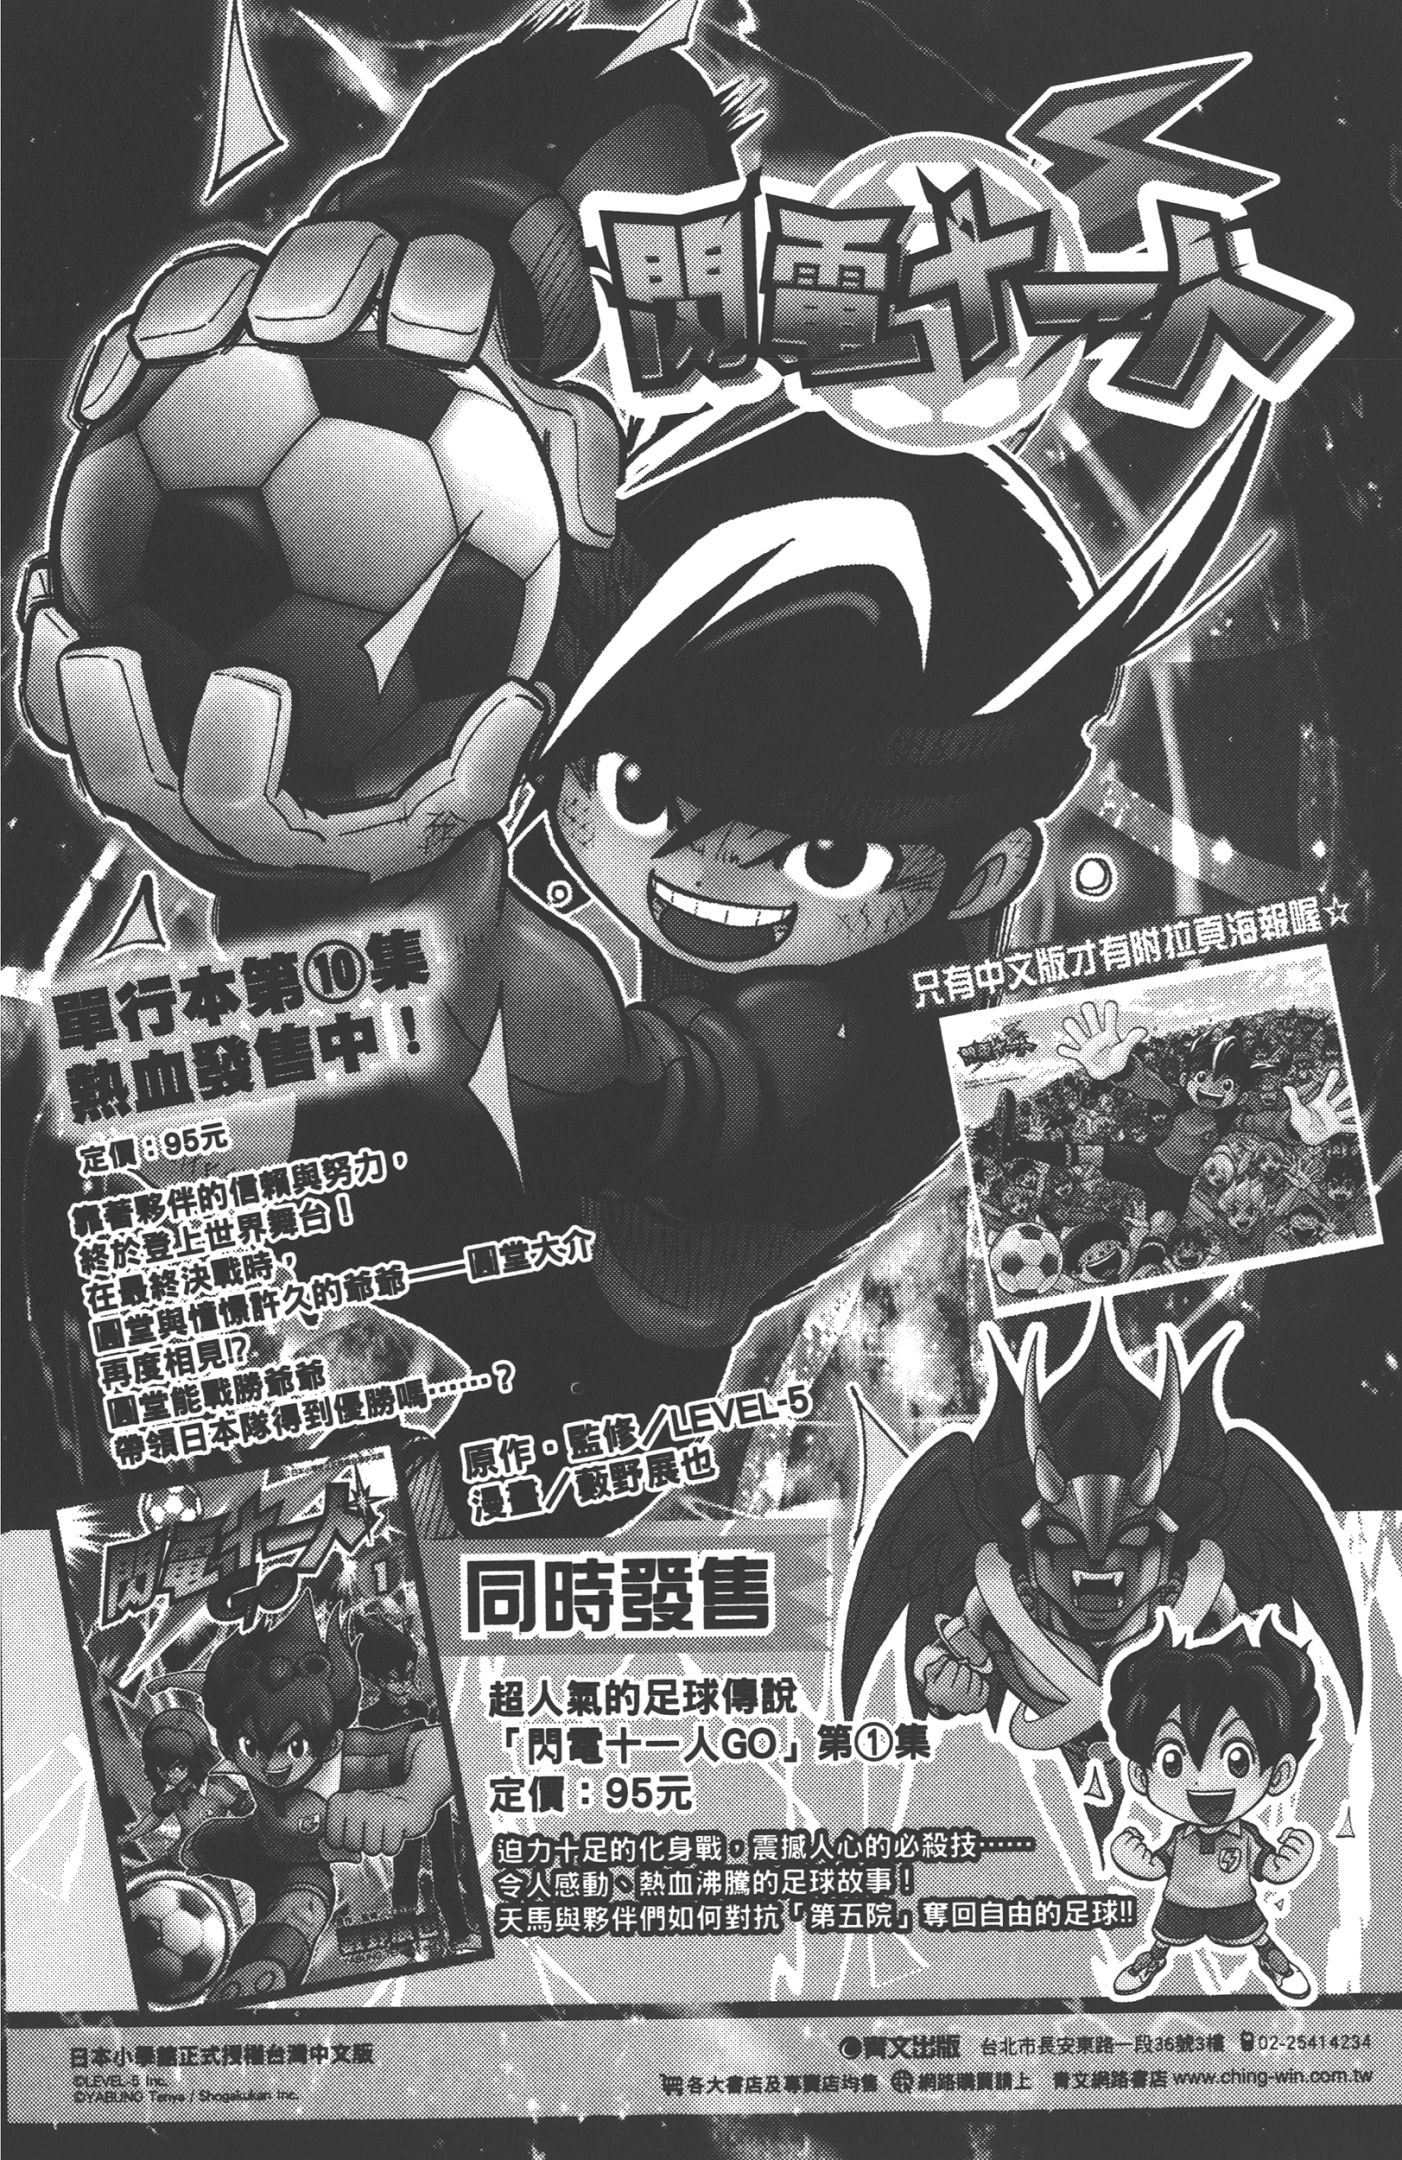 閃電十一人
單行本第⑩集
熱血發售中！
定價：95元
靠著夥伴的信賴與努力，
終於登上世界舞台！
在最終決戰時，
圓堂與憧憬許久的爺爺——圓堂大介
再度相見!?
圓堂能戰勝爺爺
帶領日本隊得到優勝嗎……？
原作・監修／LEVEL-5
漫畫／藪野展也
只有中文版才有附拉頁海報喔☆
閃電十一人
GO
1
同時發售
超人氣的足球傳說
「閃電十一人GO」第①集
定價：95元
迫力十足的化身戰，震撼人心的必殺技……
令人感動、熱血沸騰的足球故事！
天馬與夥伴們如何對抗「第五院」奪回自由的足球!!
日本小學館正式授權台灣中文版
©LEVEL-5 Inc.
©YABUNO Tenya / Shogakukan Inc.
青文出版 台北市長安東路一段36號3樓 02-25414234
各大書店及專賣店均售 網路購買請上 青文網路書店 www.ching-win.com.tw